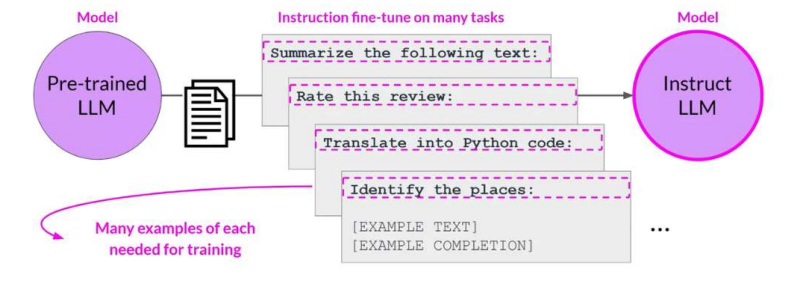 Model
Instruction fine-tune on many tasks
Model
Pre-trained
LLM
Summarize the following text:
Rate this review:
Translate into Python code:
Identify the places:
[EXAMPLE TEXT]
[EXAMPLE COMPLETION]
...
Instruct
LLM
Many examples of each
needed for training